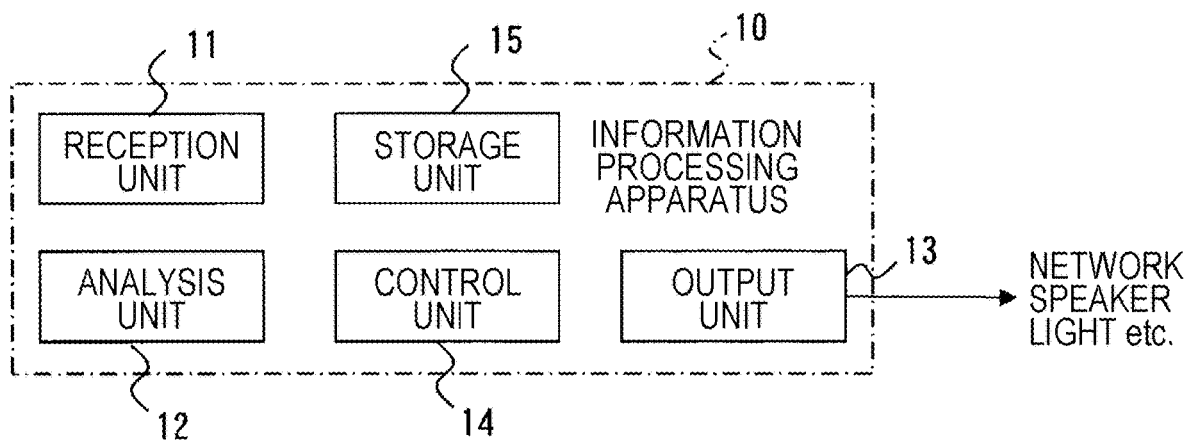 11
15
10
RECEPTION
UNIT
STORAGE
UNIT
INFORMATION
PROCESSING
APPARATUS
ANALYSIS
UNIT
CONTROL
UNIT
OUTPUT
UNIT
13
NETWORK
SPEAKER
LIGHT etc.
12
14